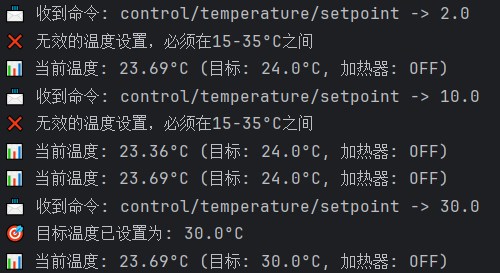 📩 收到命令: control/temperature/setpoint -> 2.0
❌ 无效的温度设置，必须在15-35°C之间
📊 当前温度: 23.69°C (目标: 24.0°C, 加热器: OFF)
📩 收到命令: control/temperature/setpoint -> 10.0
❌ 无效的温度设置，必须在15-35°C之间
📊 当前温度: 23.36°C (目标: 24.0°C, 加热器: OFF)
📊 当前温度: 23.69°C (目标: 24.0°C, 加热器: OFF)
📩 收到命令: control/temperature/setpoint -> 30.0
🎯 目标温度已设置为: 30.0°C
📊 当前温度: 23.69°C (目标: 30.0°C, 加热器: OFF)